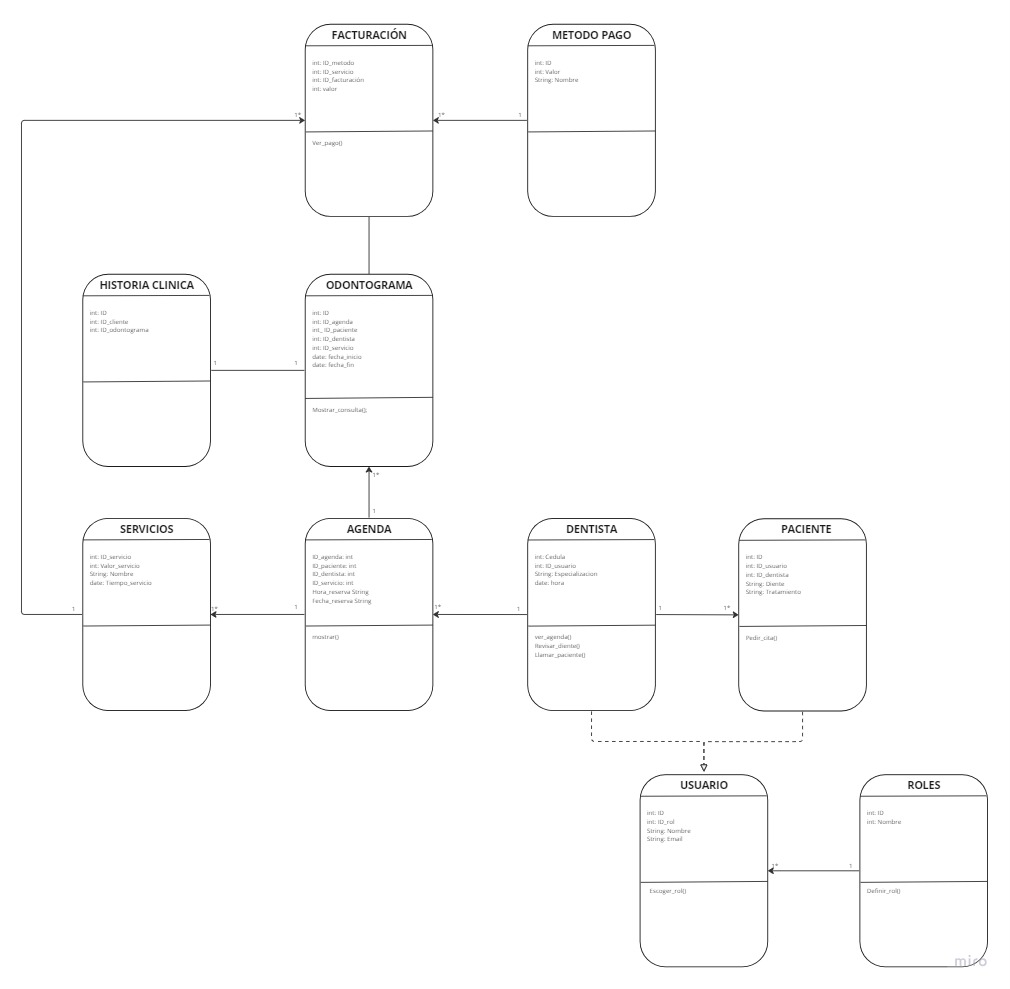 FACTURACIÓN
int: ID_metodo
int: ID_servicio
int: ID_facturación
int: valor
Ver_pago()
METODO PAGO
int: ID
int: Valor
String: Nombre
1*
1*
1
HISTORIA CLINICA
int: ID
int: ID_cliente
int: ID_odontograma
1
1
ODONTOGRAMA
int: ID
int: ID_agenda
int_ ID_paciente
int: ID_dentista
int: ID_servicio
date: fecha_inicio
date: fecha_fin
Mostrar_consulta();
1*
1
SERVICIOS
int: ID_servicio
int: Valor_servicio
String: Nombre
date: Tiempo_servicio
1
1*
1
AGENDA
ID_agenda: int
ID_paciente: int
ID_dentista: int
ID_servicio: int
Hora_reserva String
Fecha_reserva String
mostrar()
1*
1
DENTISTA
int: Cedula
int: ID_usuario
String: Especialuacion
date: hora
ver_agenda()
Revisar_diente()
Llamar_paciente()
1
1*
PACIENTE
int: ID
int: ID_usuario
int: ID_dentista
String: Diente
String: Tratamiento
Pedir_cita()
USUARIO
int: ID
int: ID_rol
String: Nombre
String: Email
Escoger_rol()
1*
1
ROLES
int: ID
int: Nombre
Definir_rol()
miro